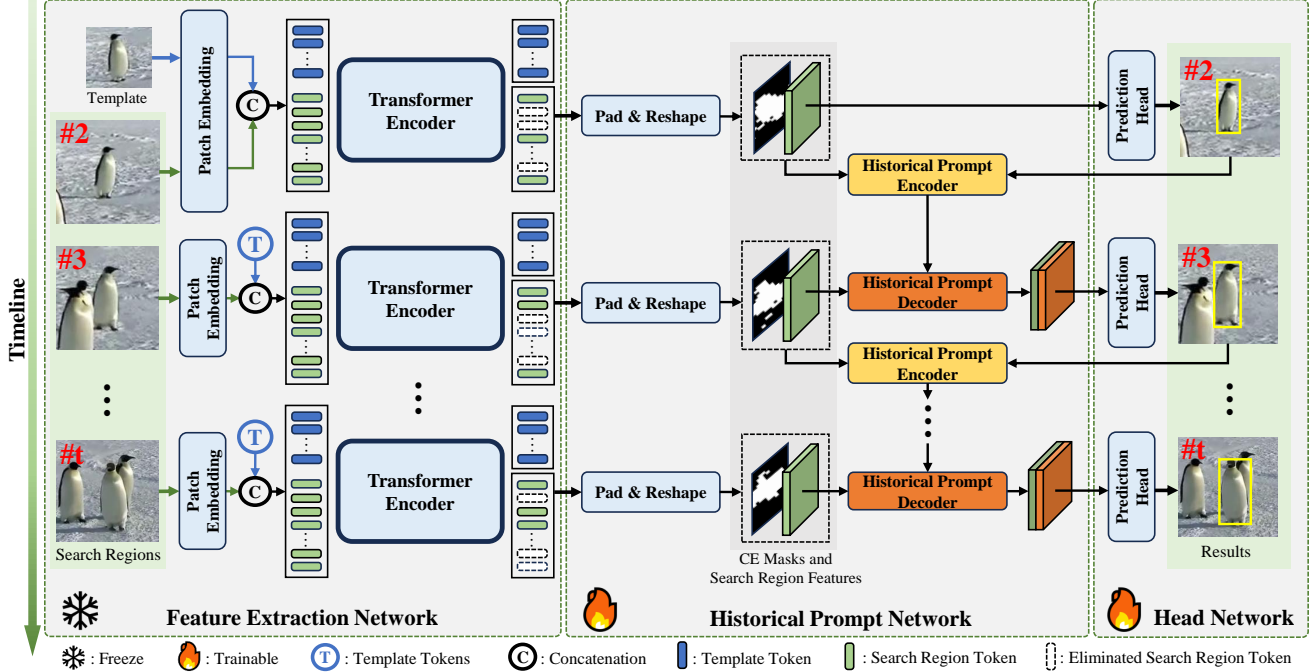 Timeline
Template
#2
Search Regions
#3
#t
Patch Embedding
C
Transformer
Encoder
Patch
Embedding
T
C
Transformer
Encoder
Patch
Embedding
T
C
Transformer
Encoder
Feature Extraction Network
Pad & Reshape
Historical Prompt
Encoder
Pad & Reshape
Historical Prompt
Decoder
Historical Prompt
Encoder
Pad & Reshape
Historical Prompt
Decoder
CE Masks and
Search Region Features
Historical Prompt Network
Prediction
Head
#2
Prediction
Head
#3
Prediction
Head
#t
Results
Head Network
: Freeze
: Trainable
T : Template Tokens
C : Concatenation
: Template Token
: Search Region Token
: Eliminated Search Region Token